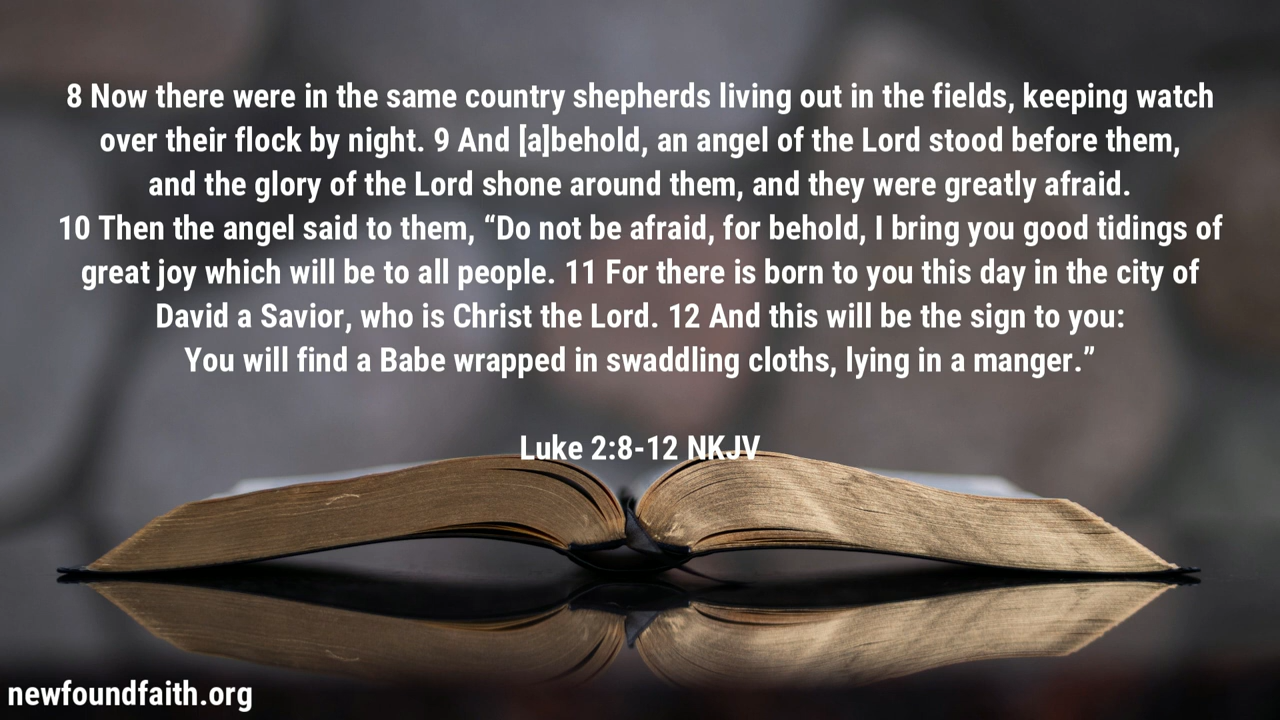 8 Now there were in the same country shepherds living out in the fields, keeping watch
over their flock by night. 9 And [a]behold, an angel of the Lord stood before them,
and the glory of the Lord shone around them, and they were greatly afraid.
10 Then the angel said to them, “Do not be afraid, for behold, I bring you good tidings of
great joy which will be to all people. 11 For there is born to you this day in the city of
David a Savior, who is Christ the Lord. 12 And this will be the sign to you:
You will find a Babe wrapped in swaddling cloths, lying in a manger.”
Luke 2:8-12 NKJV
newfoundfaith.org